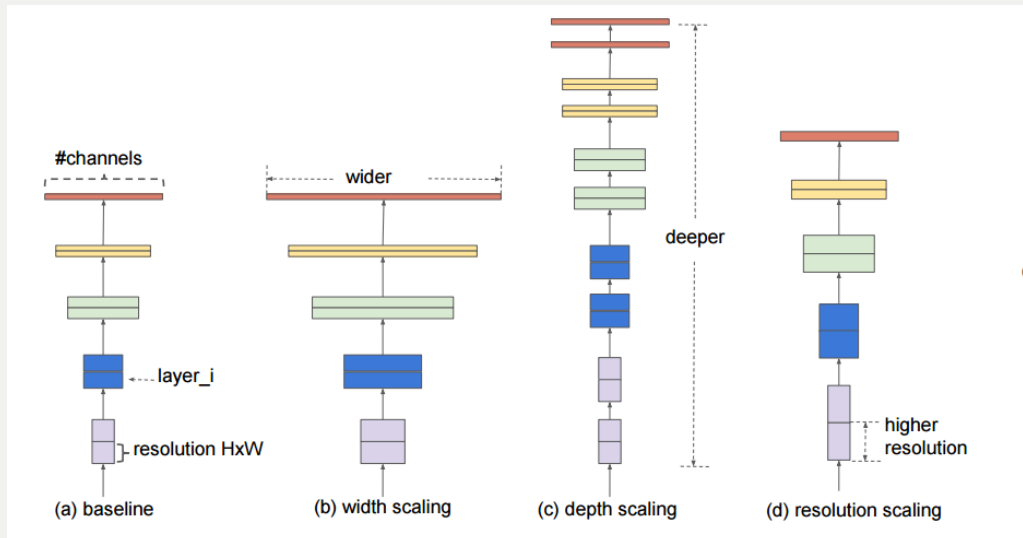 #channels
layer_i
resolution HxW
(a) baseline
wider
(b) width scaling
deeper
(c) depth scaling
higher
resolution
(d) resolution scaling